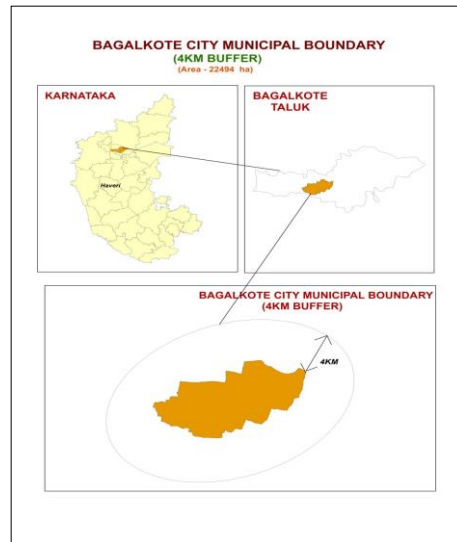 BAGALKOTE CITY MUNICIPAL BOUNDARY
(4KM BUFFER)
(Area - 22494 ha)
KARNATAKA
Haveri
BAGALKOTE
TALUK
BAGALKOTE CITY MUNICIPAL BOUNDARY
(4KM BUFFER)
4KM